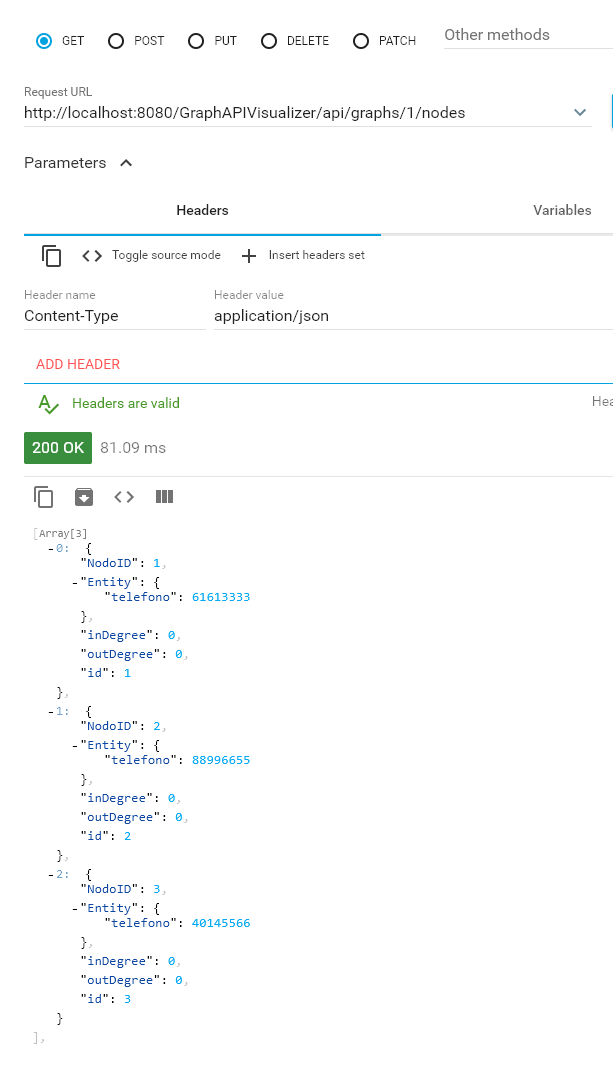 GET POST PUT DELETE PATCH Other methods
Request URL
http://localhost:8080/GraphAPIVisualizer/api/graphs/1/nodes
Parameters
Headers Variables
Toggle source mode Insert headers set
Header name Header value
Content-Type application/json
ADD HEADER
Headers are valid Hea
200 OK 81.09 ms
[Array[3]
-0: {
"NodoID": 1,
-"Entity": {
"telefono": 61613333
},
"inDegree": 0,
"outDegree": 0,
"id": 1
},
-1: {
"NodoID": 2,
-"Entity": {
"telefono": 88996655
},
"inDegree": 0,
"outDegree": 0,
"id": 2
},
-2: {
"NodoID": 3,
-"Entity": {
"telefono": 40145566
},
"inDegree": 0,
"outDegree": 0,
"id": 3
}
],